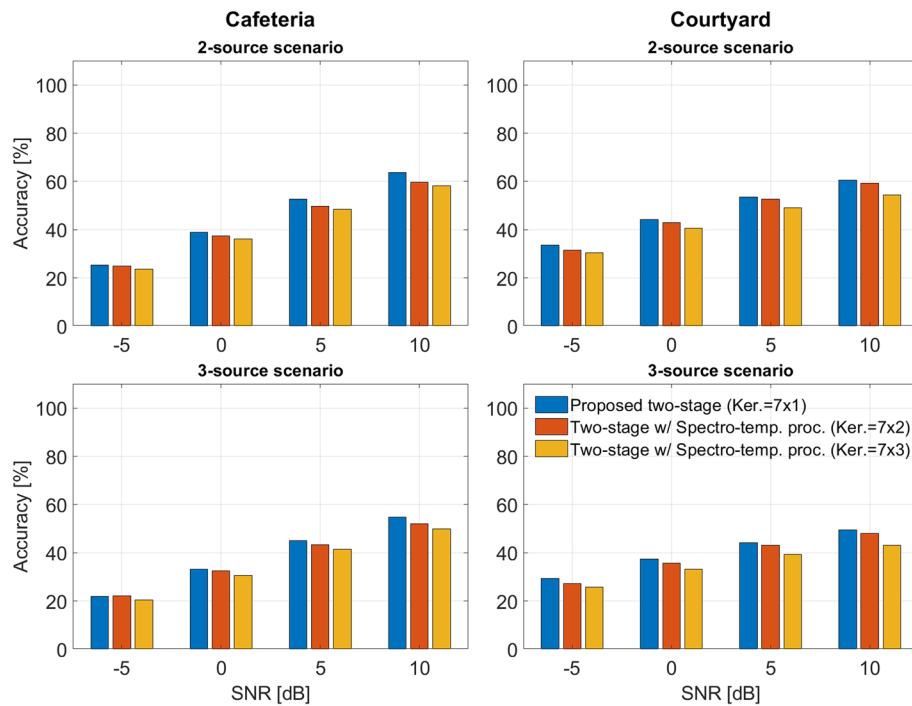 Cafeteria
2-source scenario
Accuracy [%]
100
80
60
40
20
0
-5 0 5 10
Courtyard
2-source scenario
100
80
60
40
20
0
-5 0 5 10
3-source scenario
Accuracy [%]
100
80
60
40
20
0
-5 0 5 10
SNR [dB]
3-source scenario
Proposed two-stage (Ker.=7x1)
Two-stage w/ Spectro-temp. proc. (Ker.=7x2)
Two-stage w/ Spectro-temp. proc. (Ker.=7x3)
100
80
60
40
20
0
-5 0 5 10
SNR [dB]